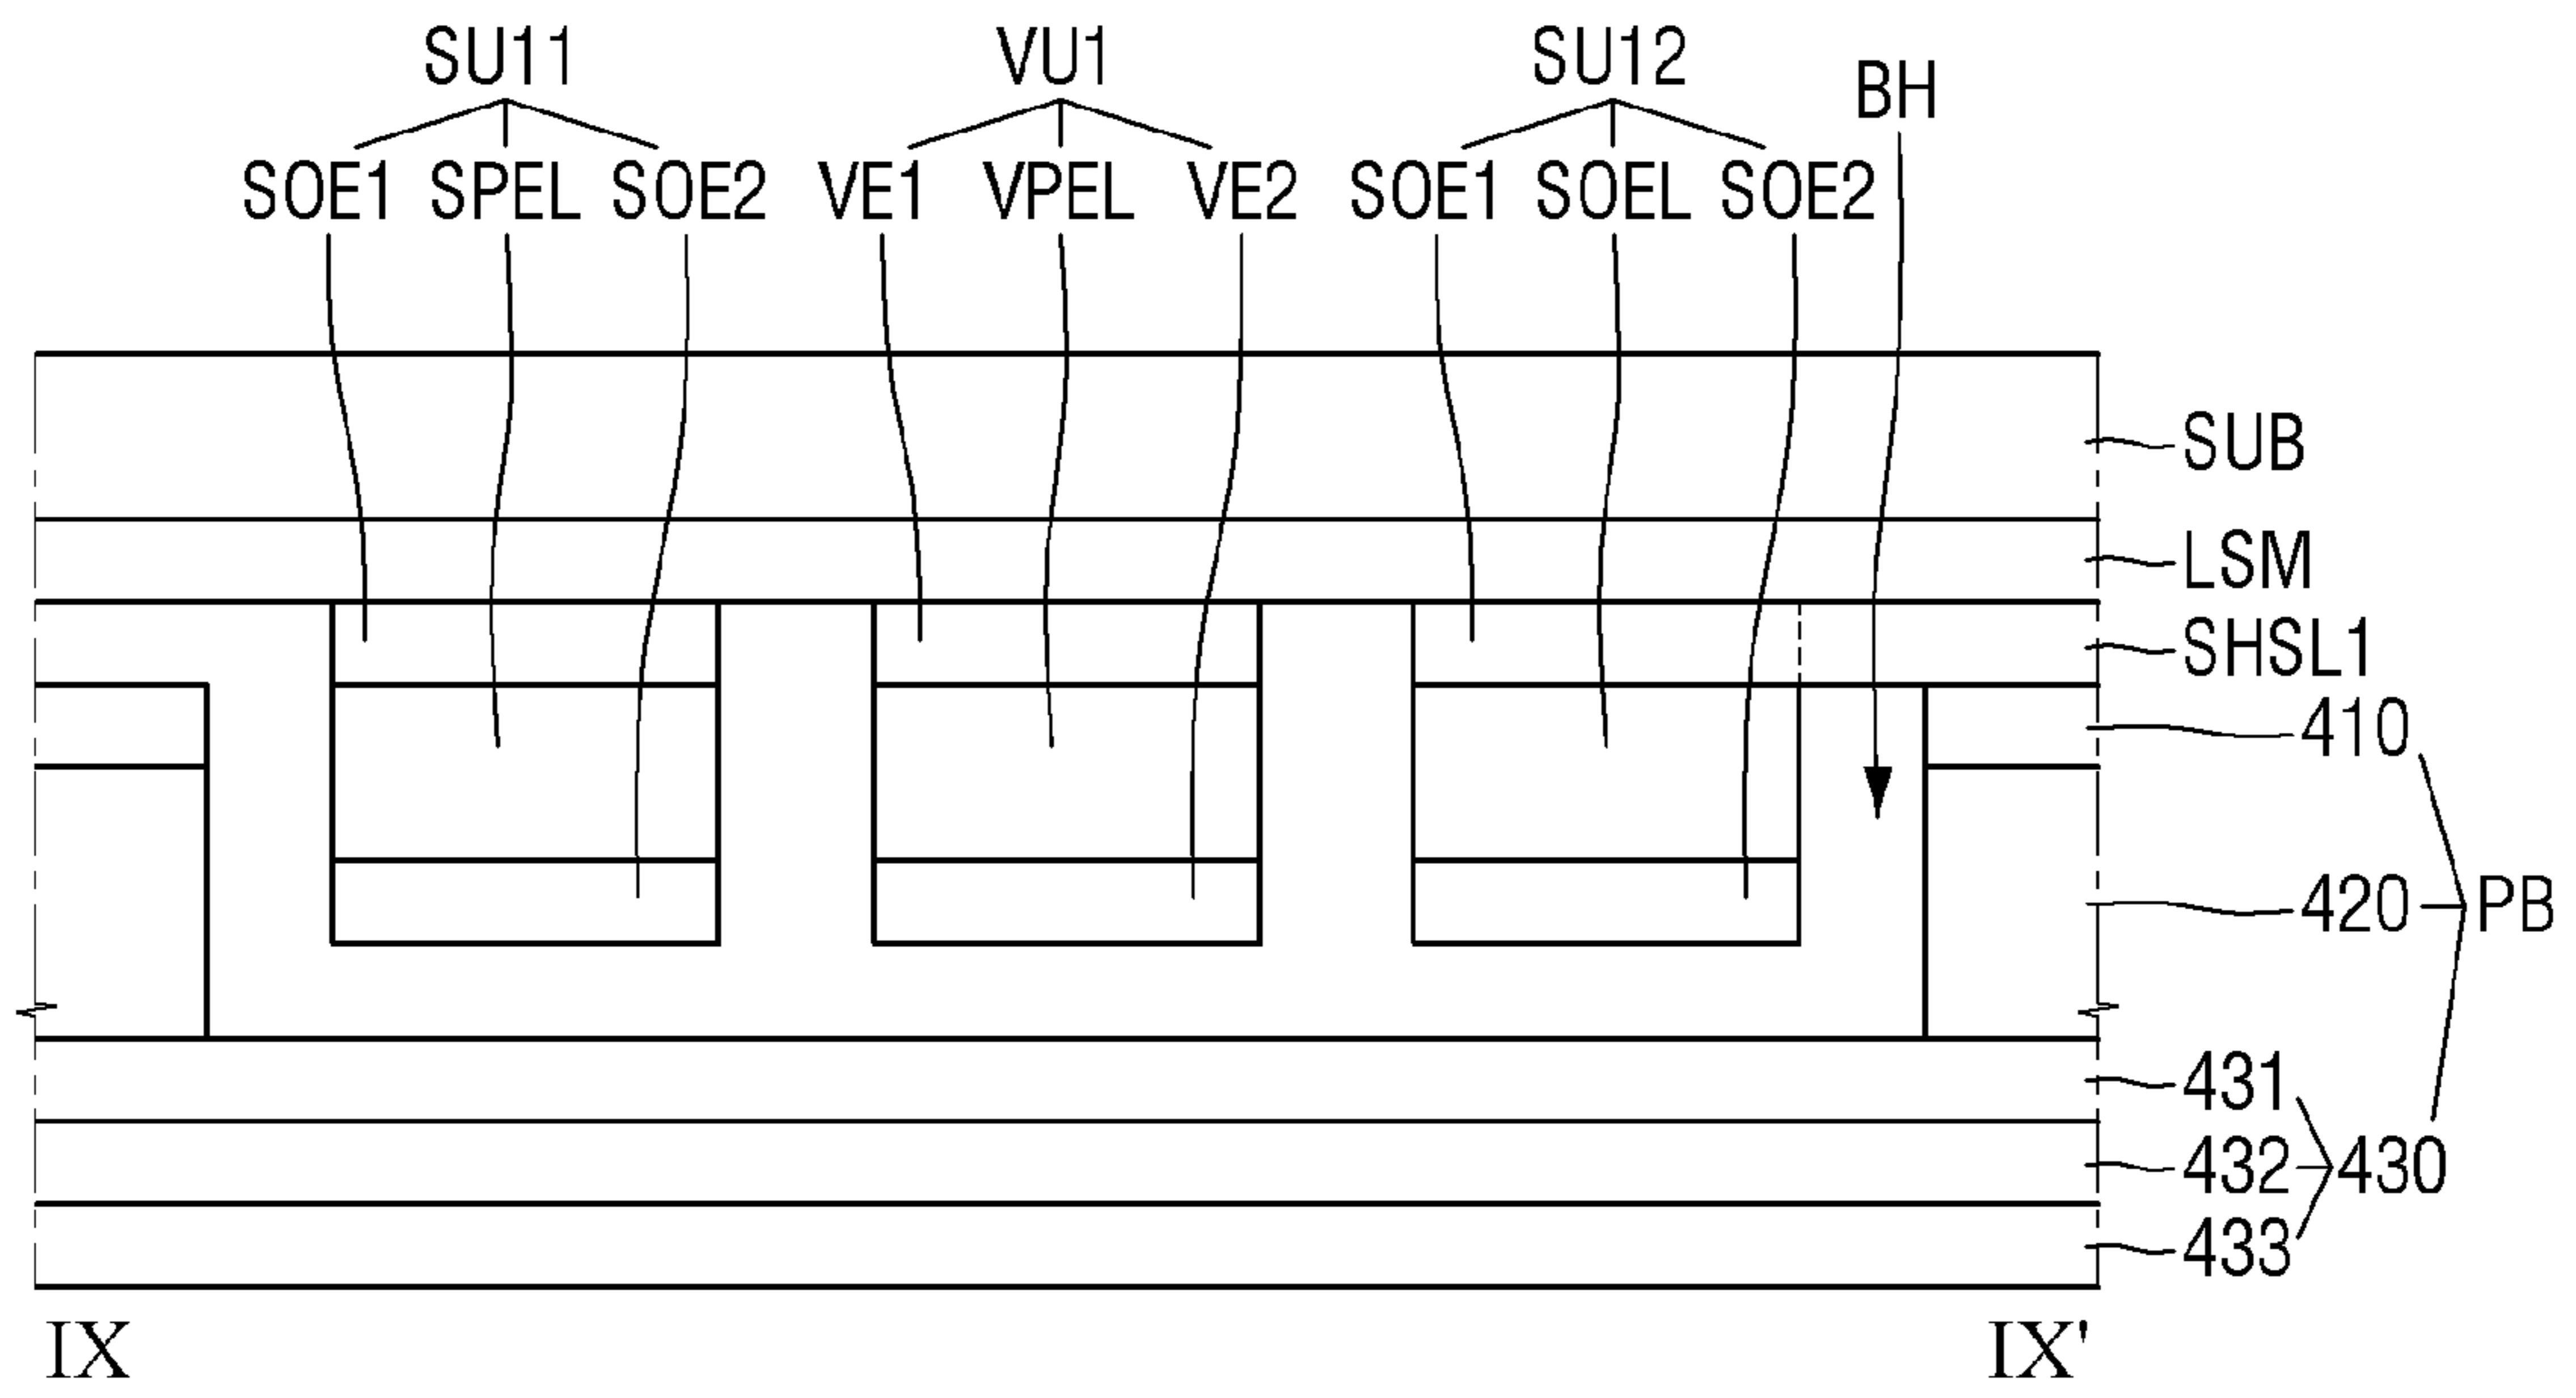 SU11 VU1 SU12 BH
SOE1 SPEL SOE2 VE1 VPEL VE2 SOE1 SOEL SOE2
SUB
LSM
SHSL1
410
420 PB
431
432 430
433
IX IX'